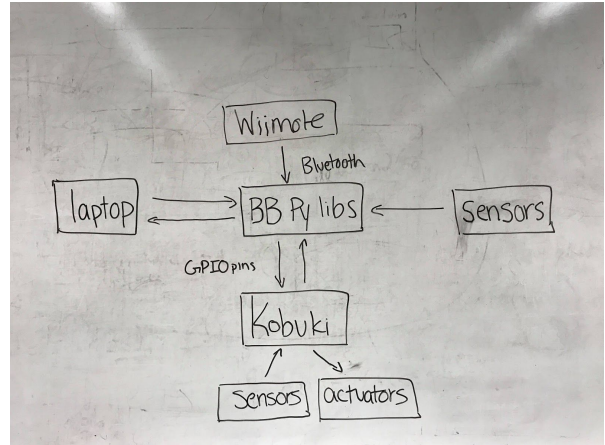 Wiimote
Bluetooth
laptop
BB Py libs
sensors
GPIO pins
Kobuki
sensors
actuators